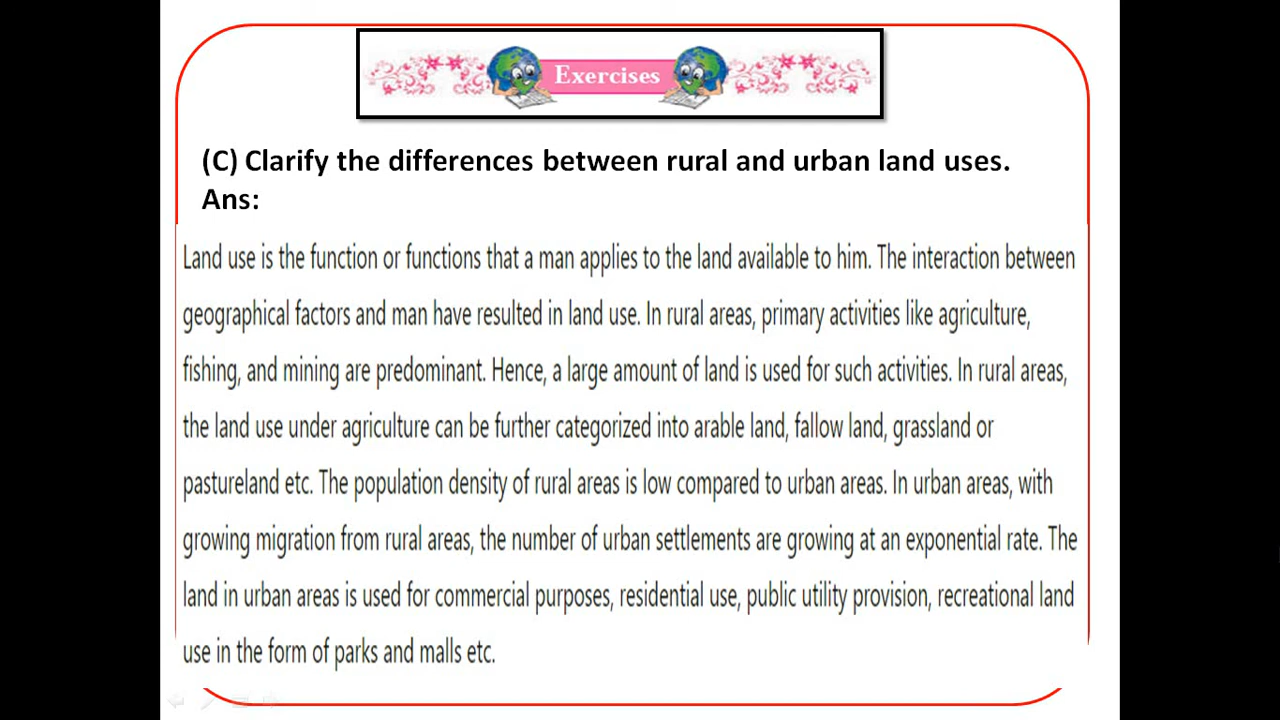 Exercises
(C) Clarify the differences between rural and urban land uses.
Ans:
Land use is the function or functions that a man applies to the land available to him. The interaction between
geographical factors and man have resulted in land use. In rural areas, primary activities like agriculture,
fishing, and mining are predominant. Hence, a large amount of land is used for such activities. In rural areas,
the land use under agriculture can be further categorized into arable land, fallow land, grassland or
pastureland etc. The population density of rural areas is low compared to urban areas. In urban areas, with
growing migration from rural areas, the number of urban settlements are growing at an exponential rate. The
land in urban areas is used for commercial purposes, residential use, public utility provision, recreational land
use in the form of parks and malls etc.